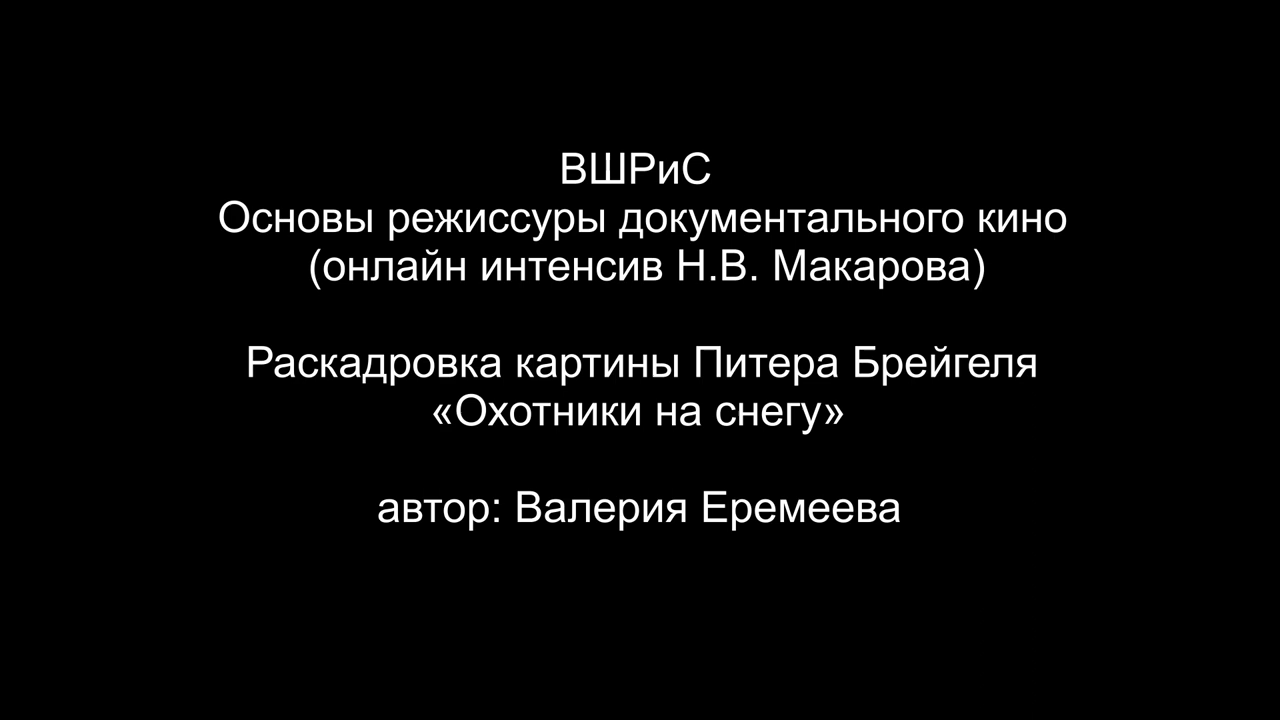 ВШРиС
Основы режиссуры документального кино
(онлайн интенсив Н.В. Макарова)
Раскадровка картины Питера Брейгеля
«Охотники на снегу»
автор: Валерия Еремеева